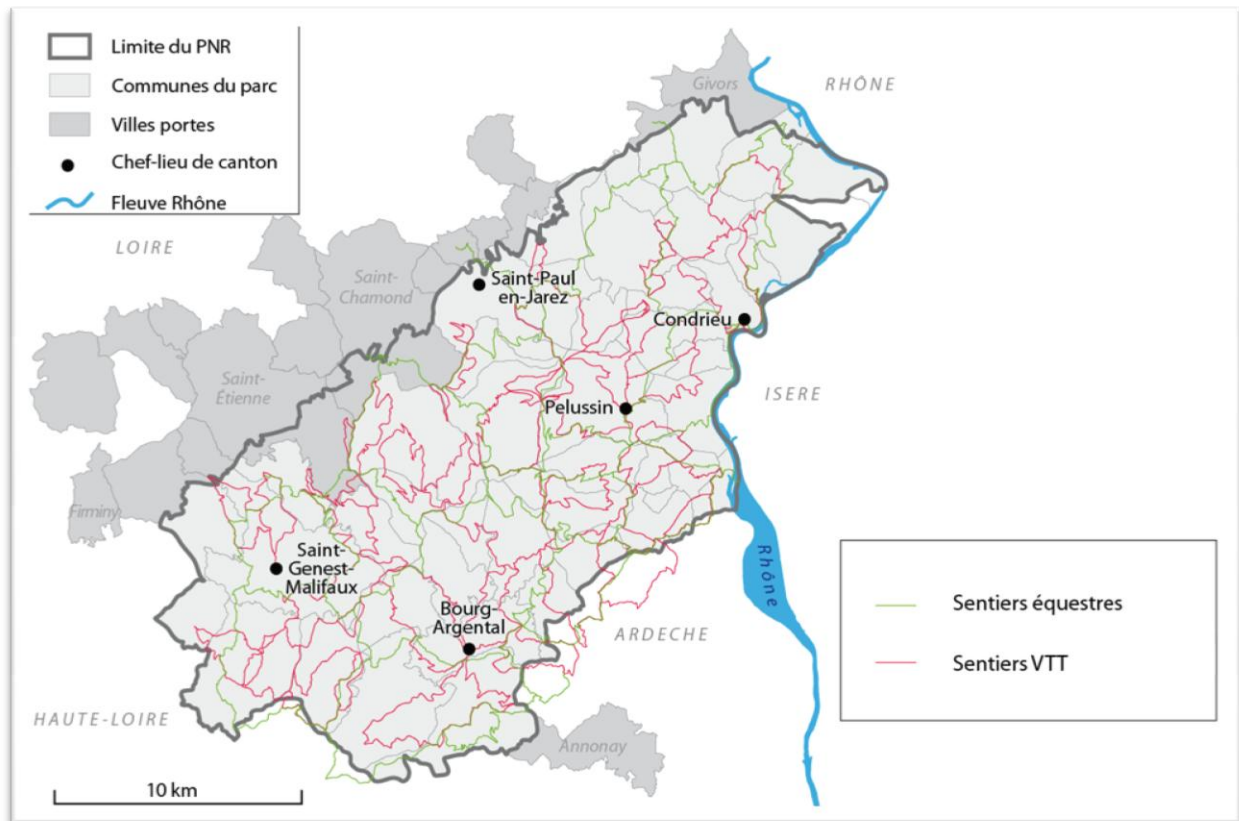 Limite du PNR
Communes du parc
Villes portes
Chef-lieu de canton
Fleuve Rhône
Givors
RHÔNE
LOIRE
Saint-
Chamond
Saint-Paul
en-Jarez
Condrieu
Saint-
Étienne
ISERE
Pelussin
Firminy
Saint-
Genest-
Malifaux
Rhône
Bourg-
Argental
ARDECHE
Sentiers équestres
Sentiers VTT
HAUTE-LOIRE
Annonay
10 km